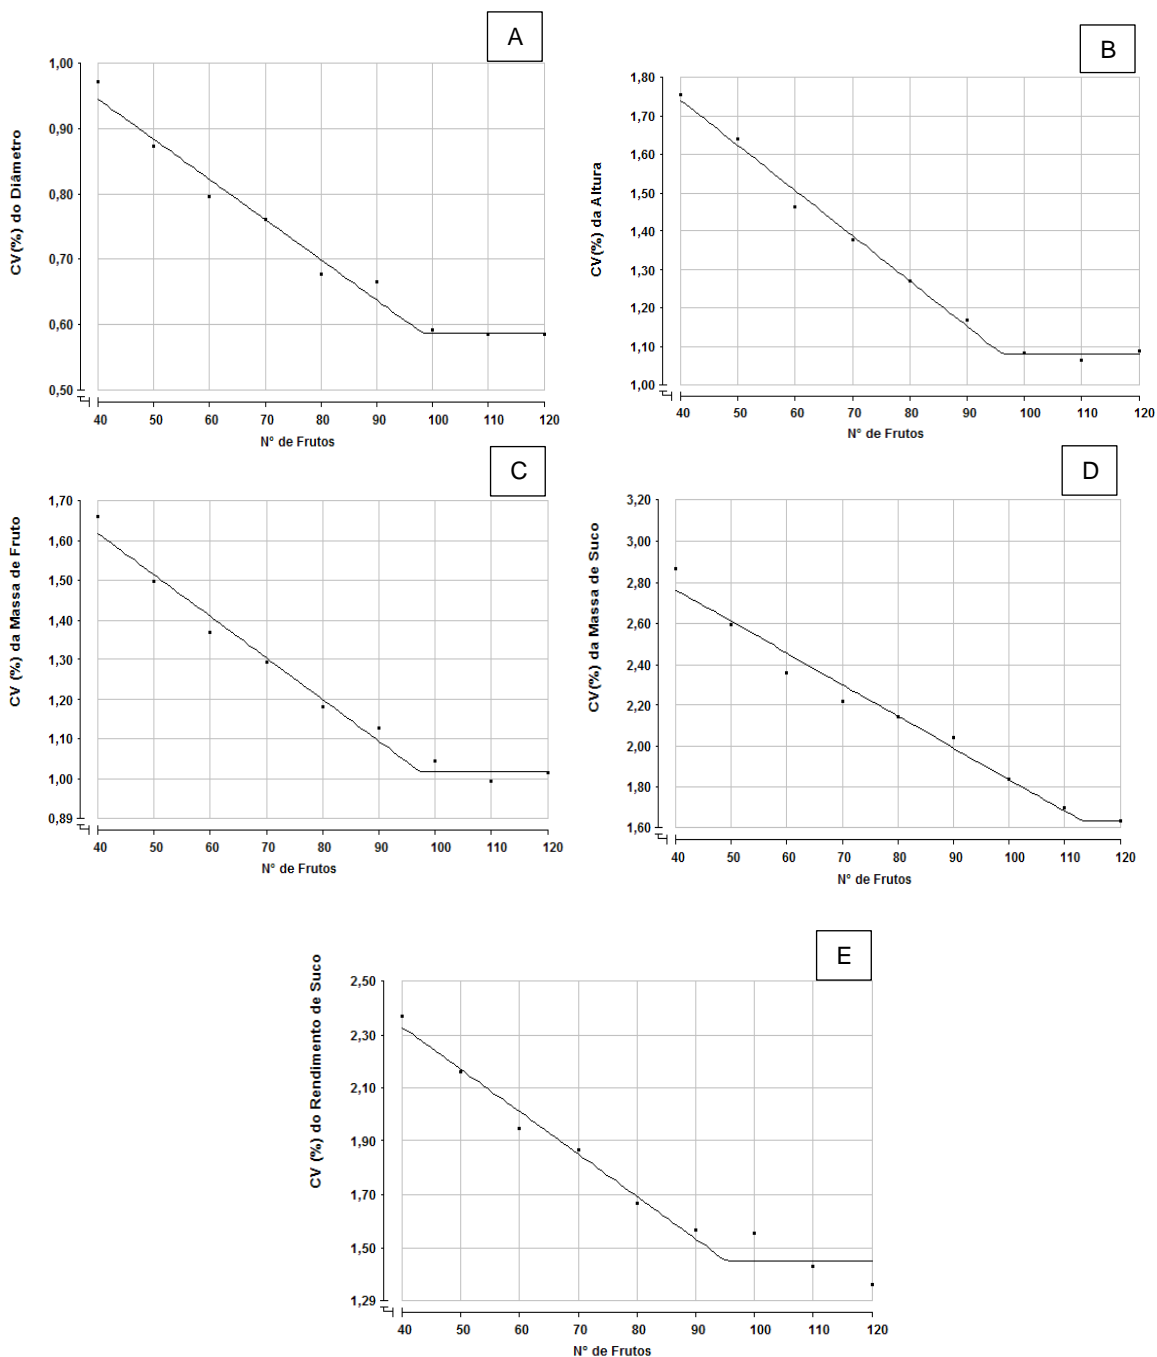 A
1,00
0,90
0,80
0,70
0,60
0,50
CV(%) do Diâmetro
40 50 60 70 80 90 100 110 120
N° de Frutos
B
1,80
1,70
1,60
1,50
1,40
1,30
1,20
1,10
1,00
CV(%) da Altura
40 50 60 70 80 90 100 110 120
N° de Frutos
C
1,70
1,60
1,50
1,40
1,30
1,20
1,10
1,00
0,89
CV (%) da Massa de Fruto
40 50 60 70 80 90 100 110 120
N° de Frutos
D
3,20
3,00
2,80
2,60
2,40
2,20
2,00
1,80
1,60
CV(%) da Massa de Suco
40 50 60 70 80 90 100 110 120
N° de Frutos
E
2,50
2,30
2,10
1,90
1,70
1,50
1,29
CV (%) do Rendimento de Suco
40 50 60 70 80 90 100 110 120
N° de Frutos